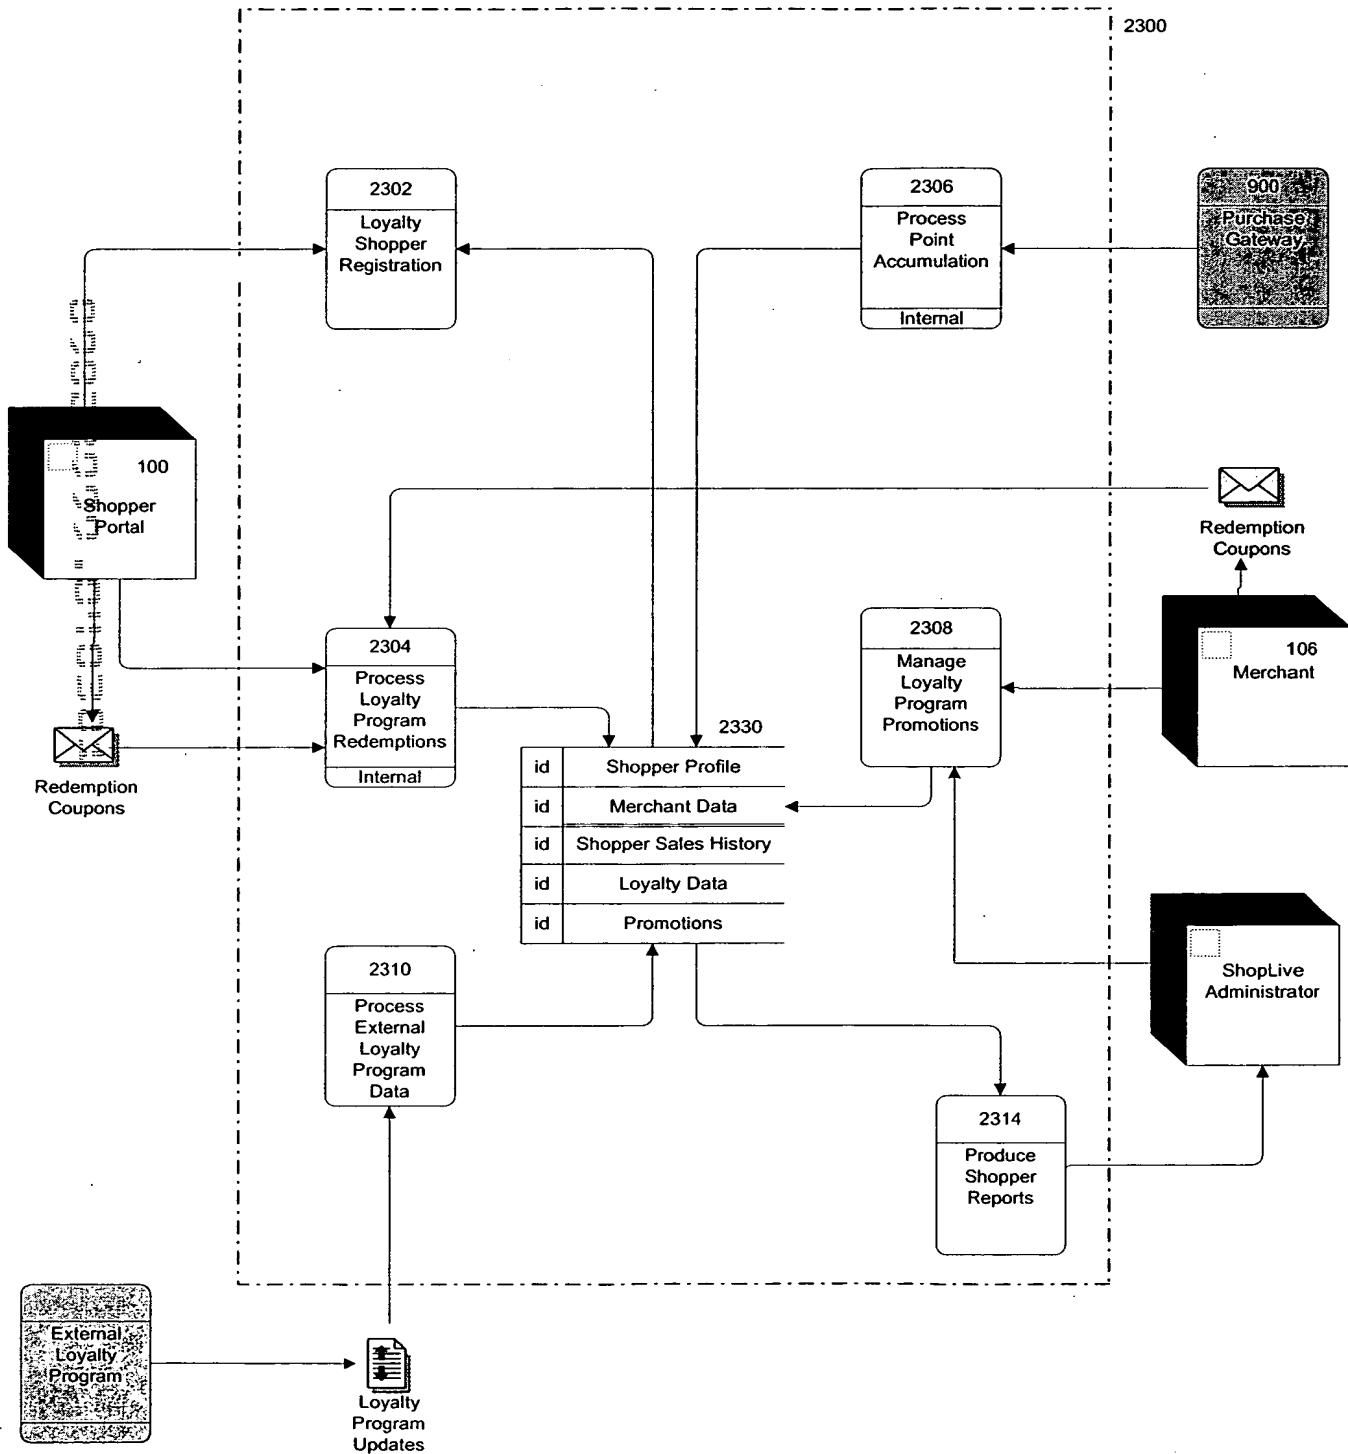 2300
2302
Loyalty
Shopper
Registration
2306
Process
Point
Accumulation
Internal
900
Purchase
Gateway
100
Shopper
Portal
Redemption
Coupons
2304
Process
Loyalty
Program
Redemptions
Internal
2308
Manage
Loyalty
Program
Promotions
106
Merchant
Redemption
Coupons
2330
id Shopper Profile
id Merchant Data
id Shopper Sales History
id Loyalty Data
id Promotions
ShopLive
Administrator
2310
Process
External
Loyalty
Program
Data
2314
Produce
Shopper
Reports
External
Loyalty
Program
Loyalty
Program
Updates